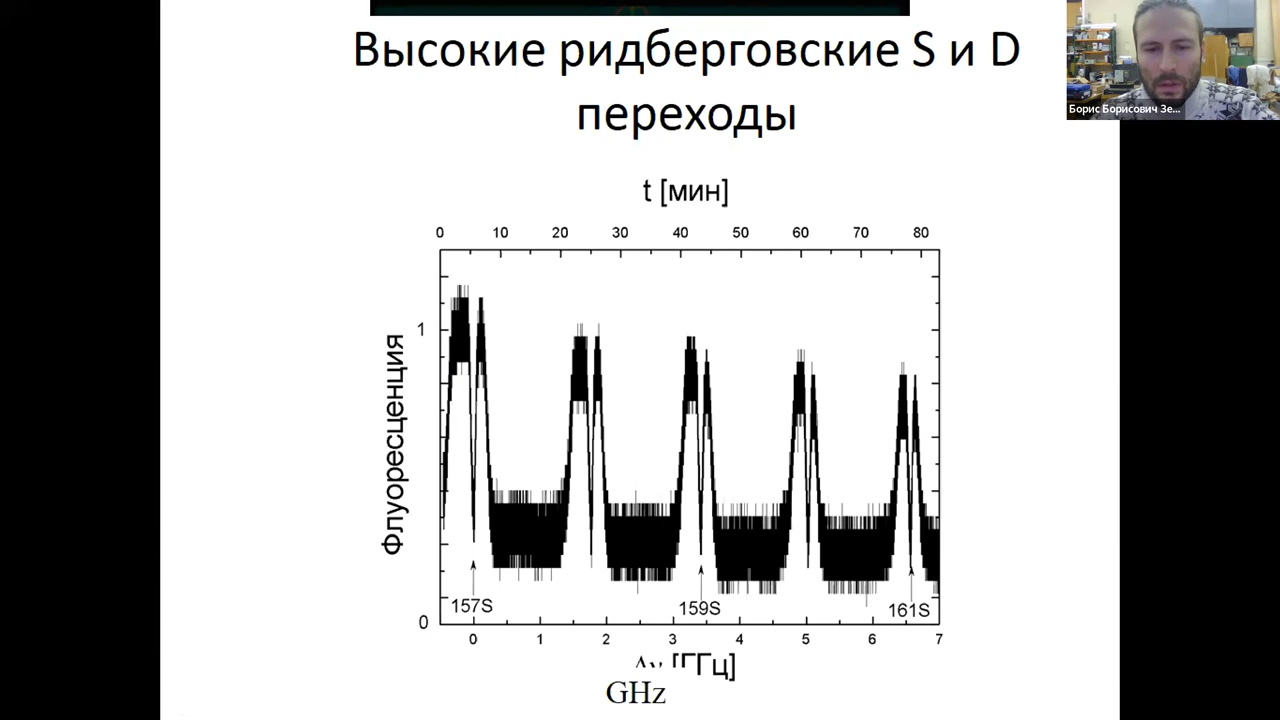 Высокие ридберговские S и D
переходы
Борис Борисович Зе...
t [мин]
0 10 20 30 40 50 60 70 80
Флуоресценция
1
0
157S 159S 161S
0 1 2 3 4 5 6 7
Δν [ГГц]
GHz